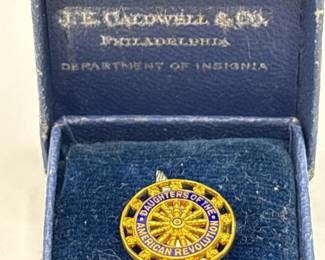 J. E. CALDWELL & CO.
PHILADELPHIA
DEPARTMENT OF INSIGNIA
DAUGHTERS OF THE
AMERICAN REVOLUTION